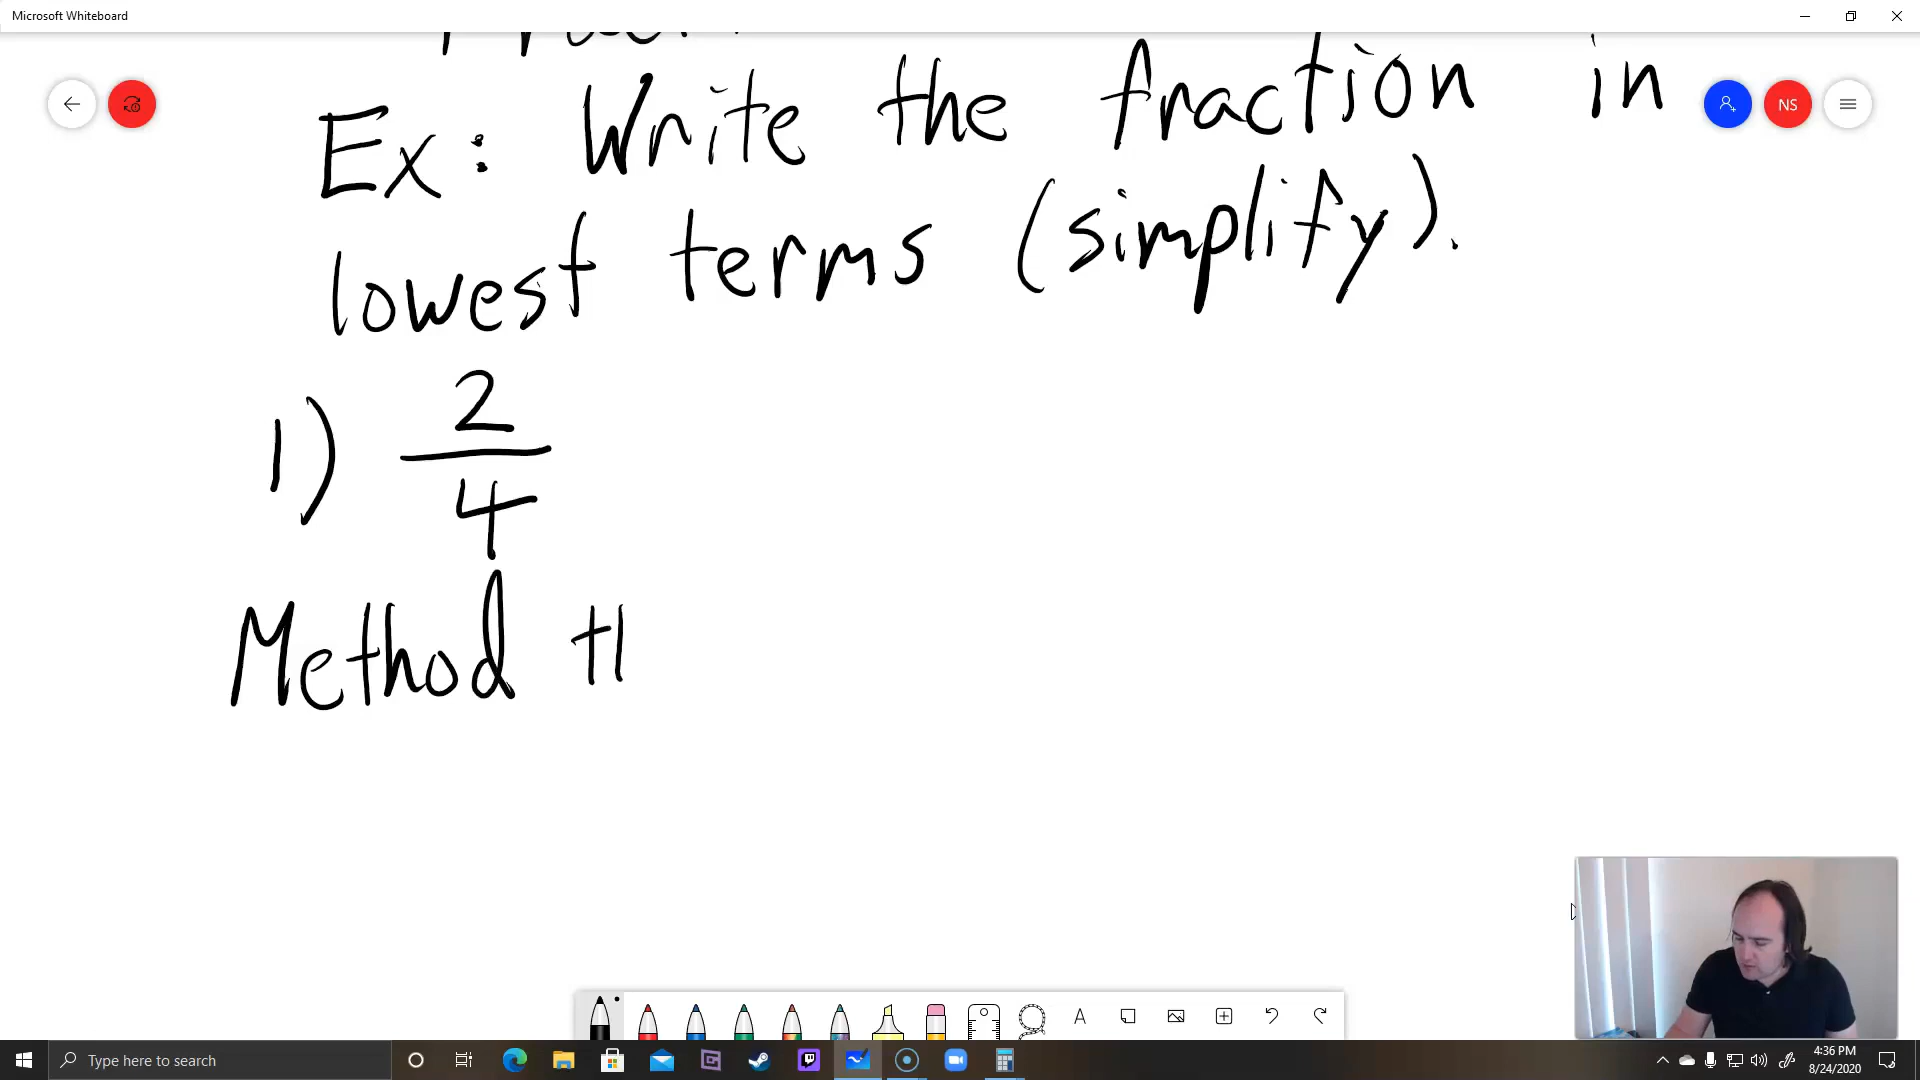 Microsoft Whiteboard
Ex: Write the fraction in
NS
lowest terms (simplify).
1) 2
4
Method
A
Type here to search
4:36 PM
8/24/2020